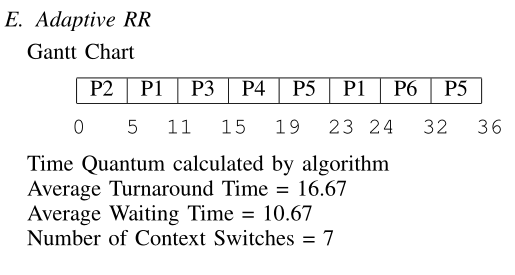 E. Adaptive RR
Gantt Chart
P2 P1 P3 P4 P5 P1 P6 P5
0 5 11 15 19 23 24 32 36
Time Quantum calculated by algorithm
Average Turnaround Time = 16.67
Average Waiting Time = 10.67
Number of Context Switches = 7